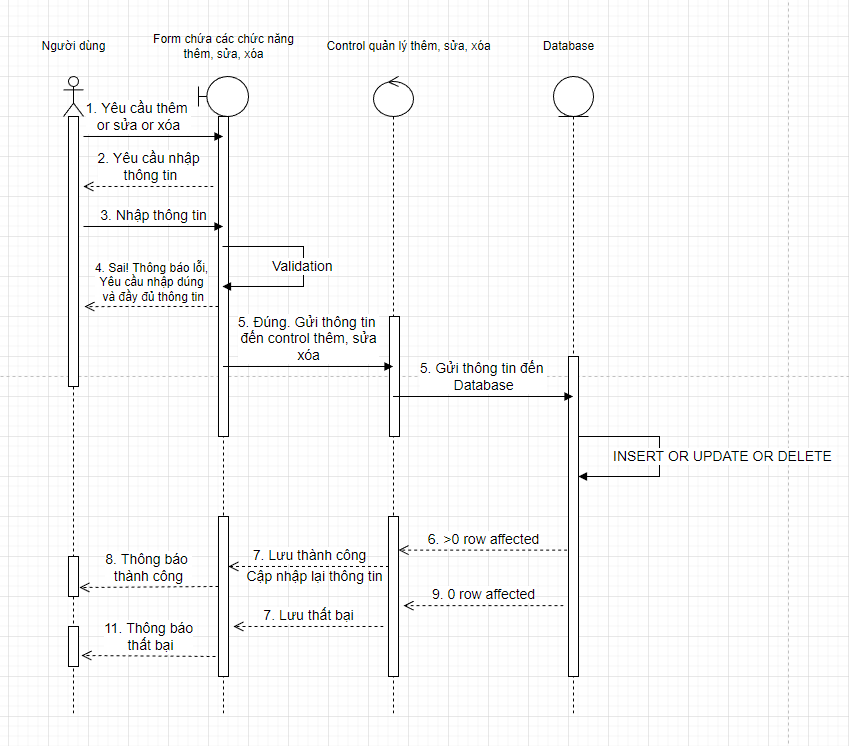 Người dùng
Form chứa các chức năng
thêm, sửa, xóa
Control quản lý thêm, sửa, xóa
Database
1. Yêu cầu thêm
or sửa or xóa
2. Yêu cầu nhập
thông tin
3. Nhập thông tin
Validation
4. Sai! Thông báo lỗi,
Yêu cầu nhập dúng
và đầy đủ thông tin
5. Đúng. Gửi thông tin
đến control thêm, sửa
xóa
5. Gửi thông tin đến
Database
INSERT OR UPDATE OR DELETE
6. >0 row affected
7. Lưu thành công
Cập nhập lại thông tin
8. Thông báo
thành công
9. 0 row affected
7. Lưu thất bại
11. Thông báo
thất bại